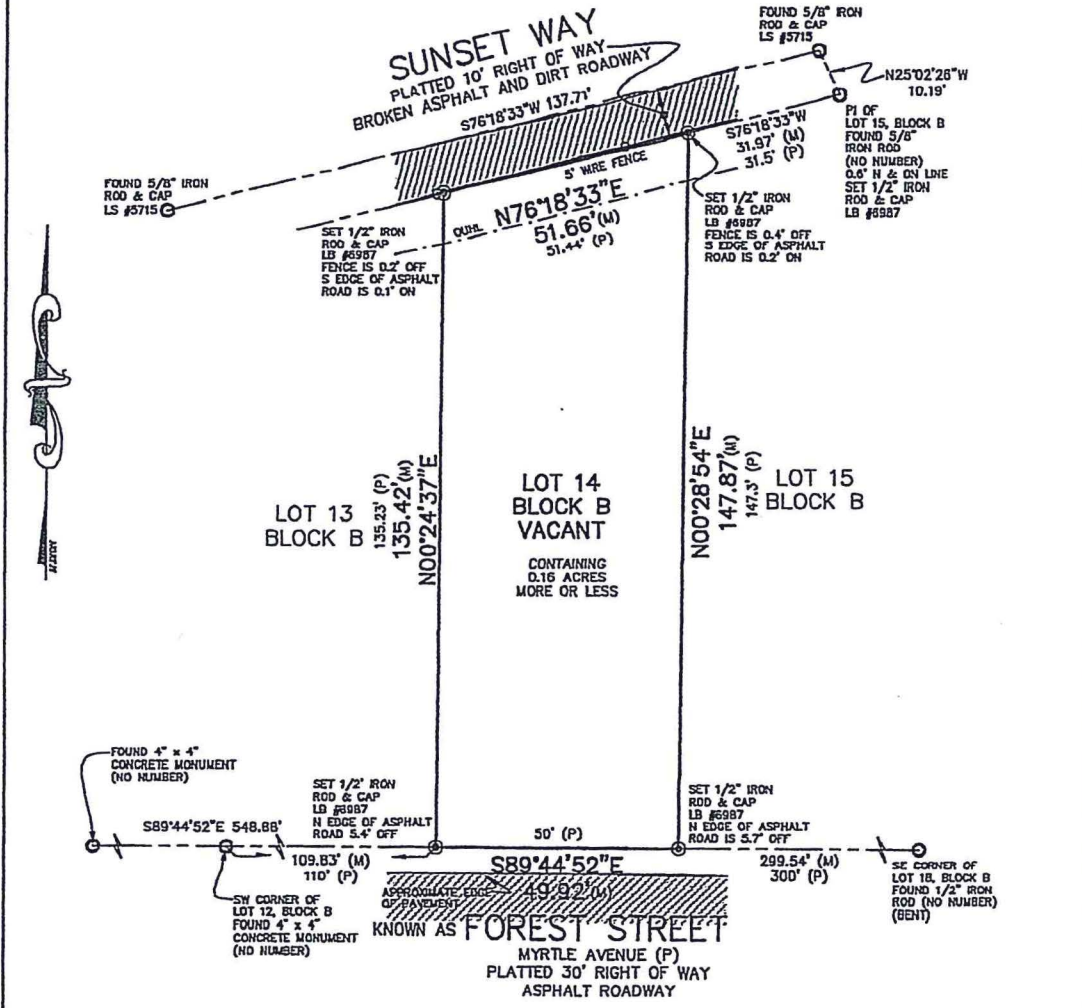 SUNSET WAY
PLATTED 10' RIGHT OF WAY
BROKEN ASPHALT AND DIRT ROADWAY
S76°18'33"W 137.71'
FOUND 5/8" IRON
ROD & CAP
LS #5715
N25°02'26"W
10.19'
PI OF
LOT 15, BLOCK B
FOUND 5/8"
IRON ROD
(NO NUMBER)
0.6' N & ON LINE
SET 1/2" IRON
ROD & CAP
LB #6987
S76°18'33"W
31.97' (M)
31.5' (P)
5' WIRE FENCE
FOUND 5/8" IRON
ROD & CAP
LS #5715
SET 1/2" IRON
ROD & CAP
LB #6987
FENCE IS 0.2' OFF
S EDGE OF ASPHALT
ROAD IS 0.1' ON
OUHL
N76°18'33"E
51.66'(M)
51.44' (P)
SET 1/2" IRON
ROD & CAP
LB #6987
FENCE IS 0.4' OFF
S EDGE OF ASPHALT
ROAD IS 0.2' ON
LOT 13
BLOCK B
135.23' (P)
135.42'(M)
N00°24'37"E
LOT 14
BLOCK B
VACANT
CONTAINING
0.16 ACRES
MORE OR LESS
N00°28'54"E
147.87'(M)
147.3' (P)
LOT 15
BLOCK B
FOUND 4" x 4"
CONCRETE MONUMENT
(NO NUMBER)
S89°44'52"E 548.88'
SW CORNER OF
LOT 12, BLOCK B
FOUND 4" x 4"
CONCRETE MONUMENT
(NO NUMBER)
SET 1/2" IRON
ROD & CAP
LB #6987
N EDGE OF ASPHALT
ROAD 5.4' OFF
109.83' (M)
110' (P)
50' (P)
S89°44'52"E
49.92'(M)
SET 1/2" IRON
ROD & CAP
LB #6987
N EDGE OF ASPHALT
ROAD IS 5.7' OFF
299.54' (M)
300' (P)
SE CORNER OF
LOT 18, BLOCK B
FOUND 1/2" IRON
ROD (NO NUMBER)
(BENT)
APPROXIMATE EDGE
OF PAVEMENT
KNOWN AS FOREST STREET
MYRTLE AVENUE (P)
PLATTED 30' RIGHT OF WAY
ASPHALT ROADWAY